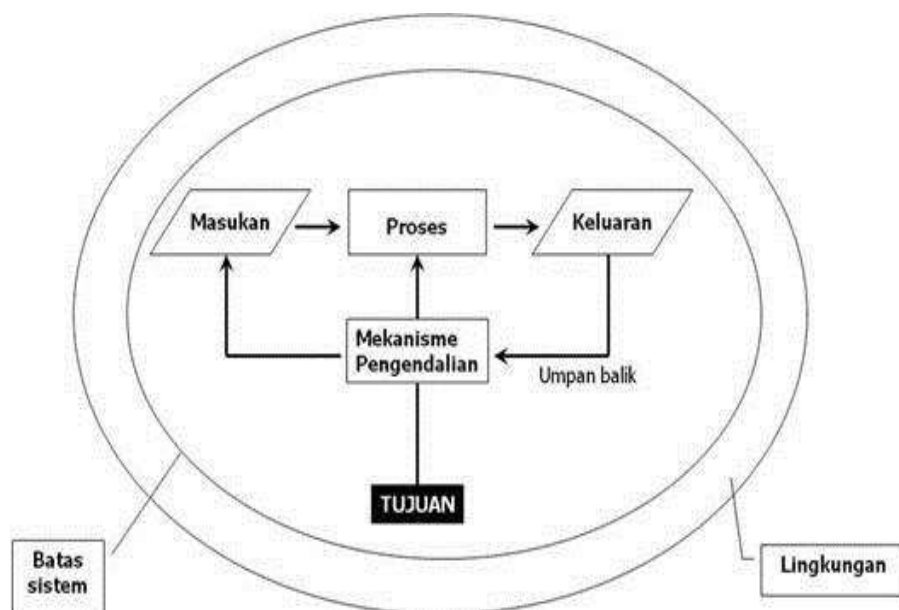 Masukan
Proses
Keluaran
Mekanisme
Pengendalian
Umpan balik
TUJUAN
Batas
sistem
Lingkungan